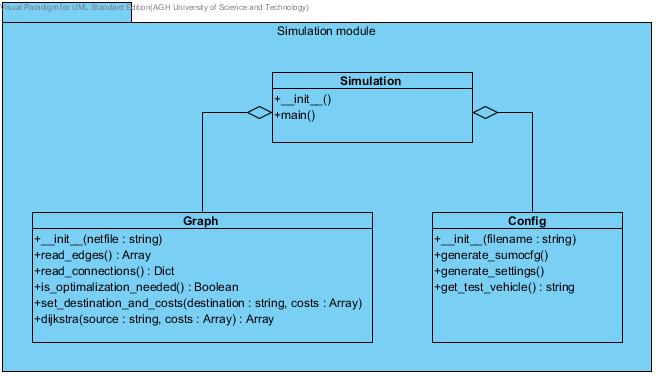 Visual Paradigm for UML Standard Edition(AGH University of Science and Technology)
Simulation module
Simulation
+__init__()
+main()
Graph
+__init__(netfile : string)
+read_edges() : Array
+read_connections() : Dict
+is_optimalization_needed() : Boolean
+set_destination_and_costs(destination : string, costs : Array)
+dijkstra(source : string, costs : Array) : Array
Config
+__init__(filename : string)
+generate_sumocfg()
+generate_settings()
+get_test_vehicle() : string